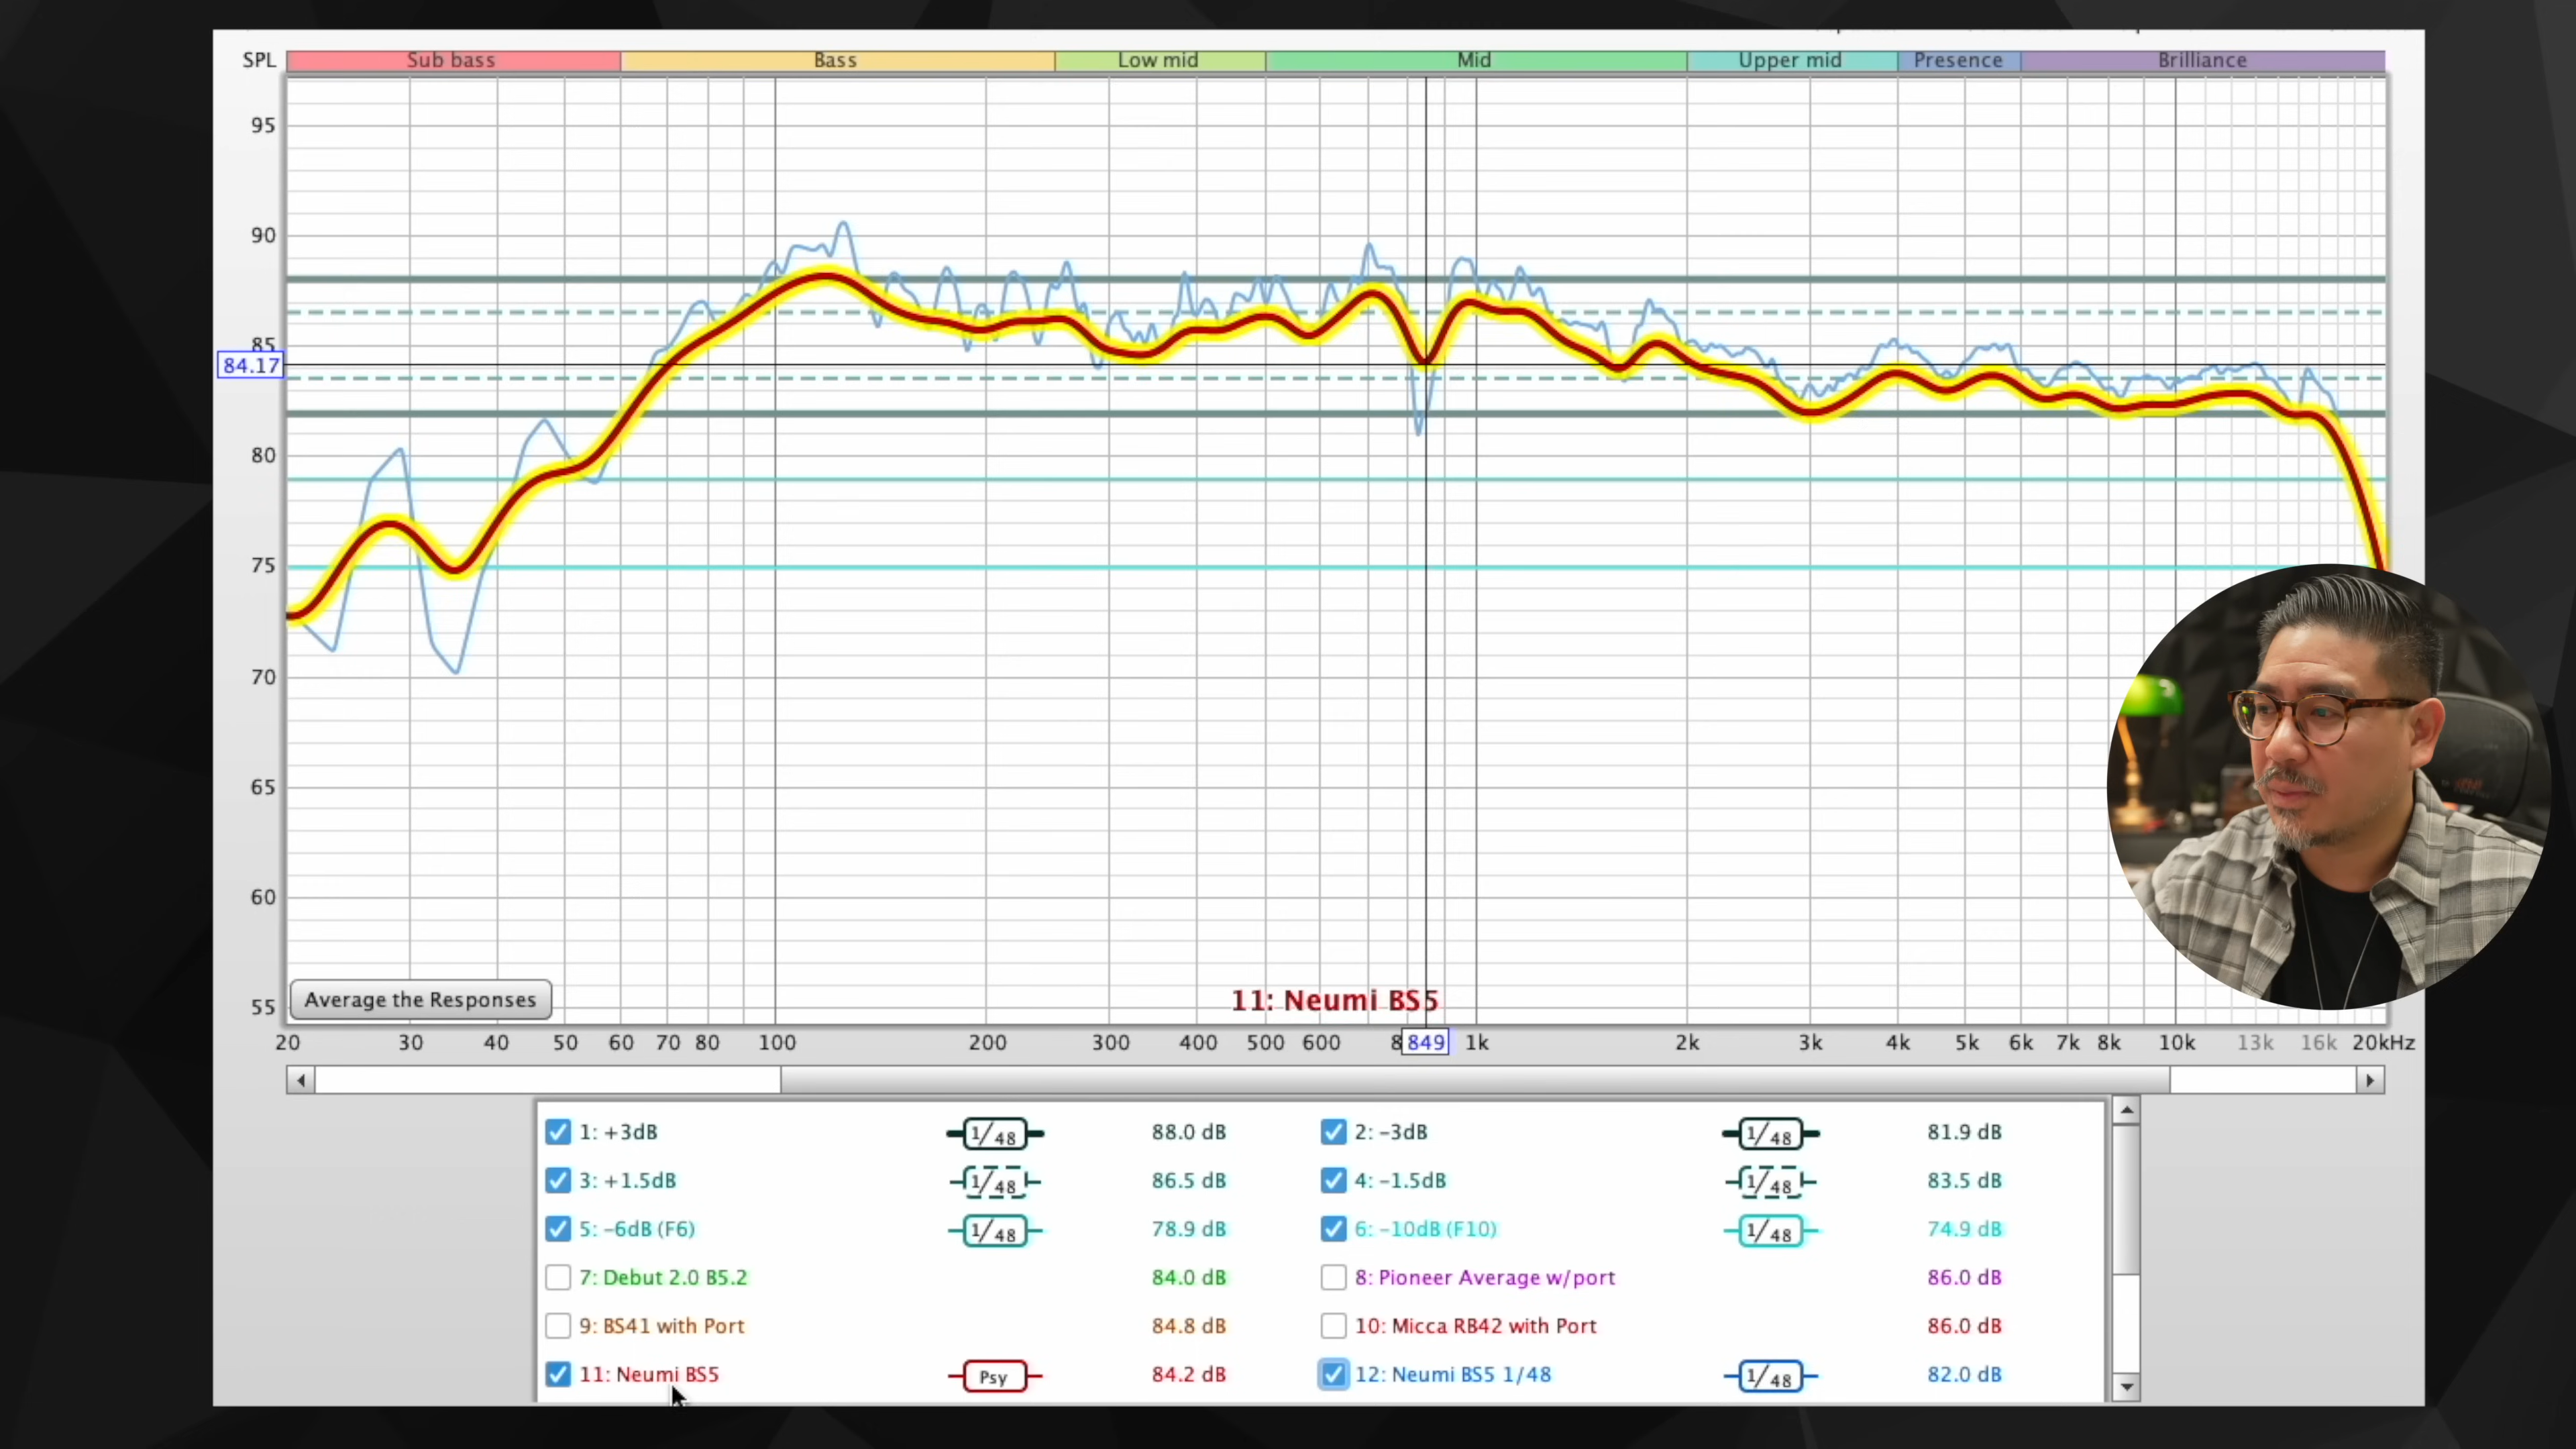 SPL Sub bass Bass Low mid Mid Upper mid Presence Brilliance
95
90
85
84.17
80
75
70
65
60
55
Average the Responses
11: Neumi BS5
20 30 40 50 60 70 80 100 200 300 400 500 600 8 849 1k 2k 3k 4k 5k 6k 7k 8k 10k 13k 16k 20kHz
1: +3dB 1/48 88.0 dB 2: -3dB 1/48 81.9 dB
3: +1.5dB 1/48 86.5 dB 4: -1.5dB 1/48 83.5 dB
5: -6dB (F6) 1/48 78.9 dB 6: -10dB (F10) 1/48 74.9 dB
7: Debut 2.0 B5.2 84.0 dB 8: Pioneer Average w/port 86.0 dB
9: BS41 with Port 84.8 dB 10: Micca RB42 with Port 86.0 dB
11: Neumi BS5 Psy 84.2 dB 12: Neumi BS5 1/48 1/48 82.0 dB